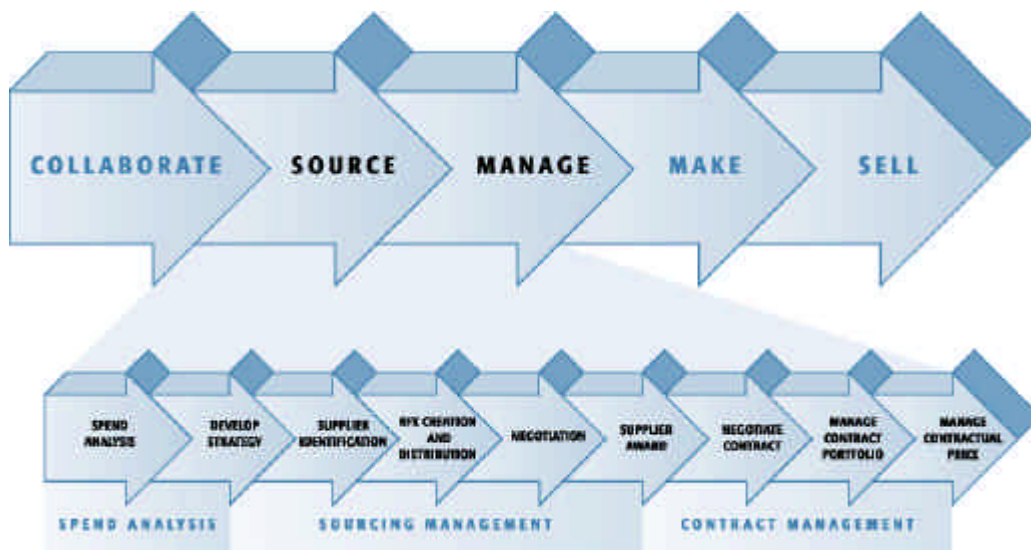 COLLABORATE
SOURCE
MANAGE
MAKE
SELL
SPEND
ANALYSIS
DEVELOP
STRATEGY
SUPPLIER
IDENTIFICATION
RFX CREATION
AND
DISTRIBUTION
NEGOTIATION
SUPPLIER
AWARD
NEGOTIATE
CONTRACT
MANAGE
CONTRACT
PORTFOLIO
MANAGE
CONTRACTUAL
PRICE
SPEND ANALYSIS
SOURCING MANAGEMENT
CONTRACT MANAGEMENT